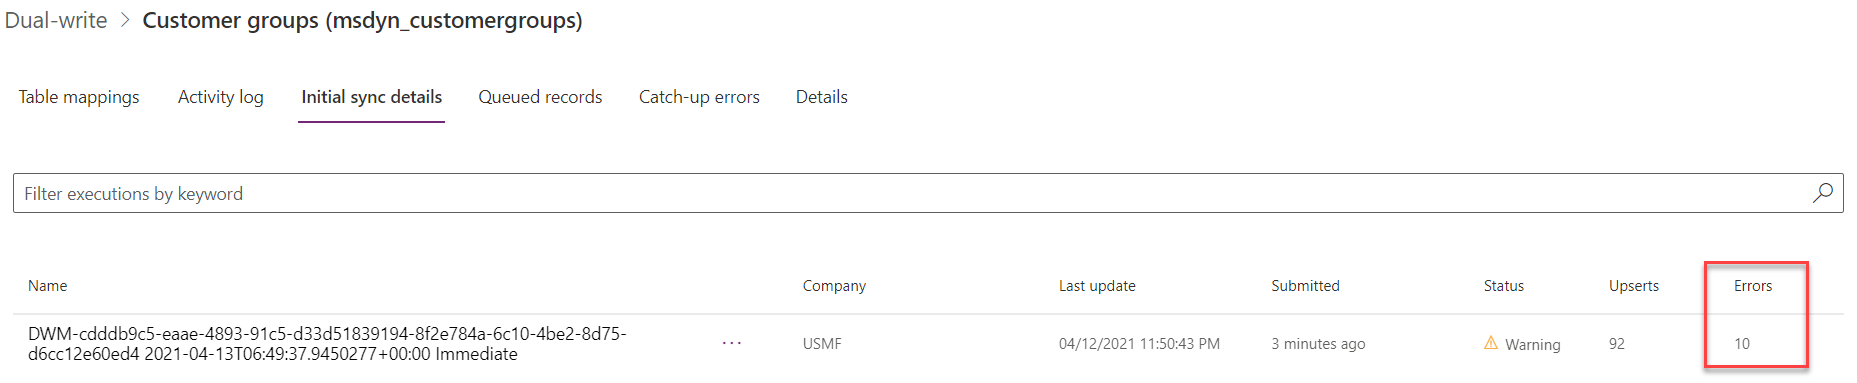 Dual-write > Customer groups (msdyn_customergroups)
Table mappings Activity log Initial sync details Queued records Catch-up errors Details
Filter executions by keyword
Name Company Last update Submitted Status Upserts Errors
DWM-cdddb9c5-eaae-4893-91c5-d33d51839194-8f2e784a-6c10-4be2-8d75-
d6cc12e60ed4 2021-04-13T06:49:37.9450277+00:00 Immediate ... USMF 04/12/2021 11:50:43 PM 3 minutes ago Warning 92 10